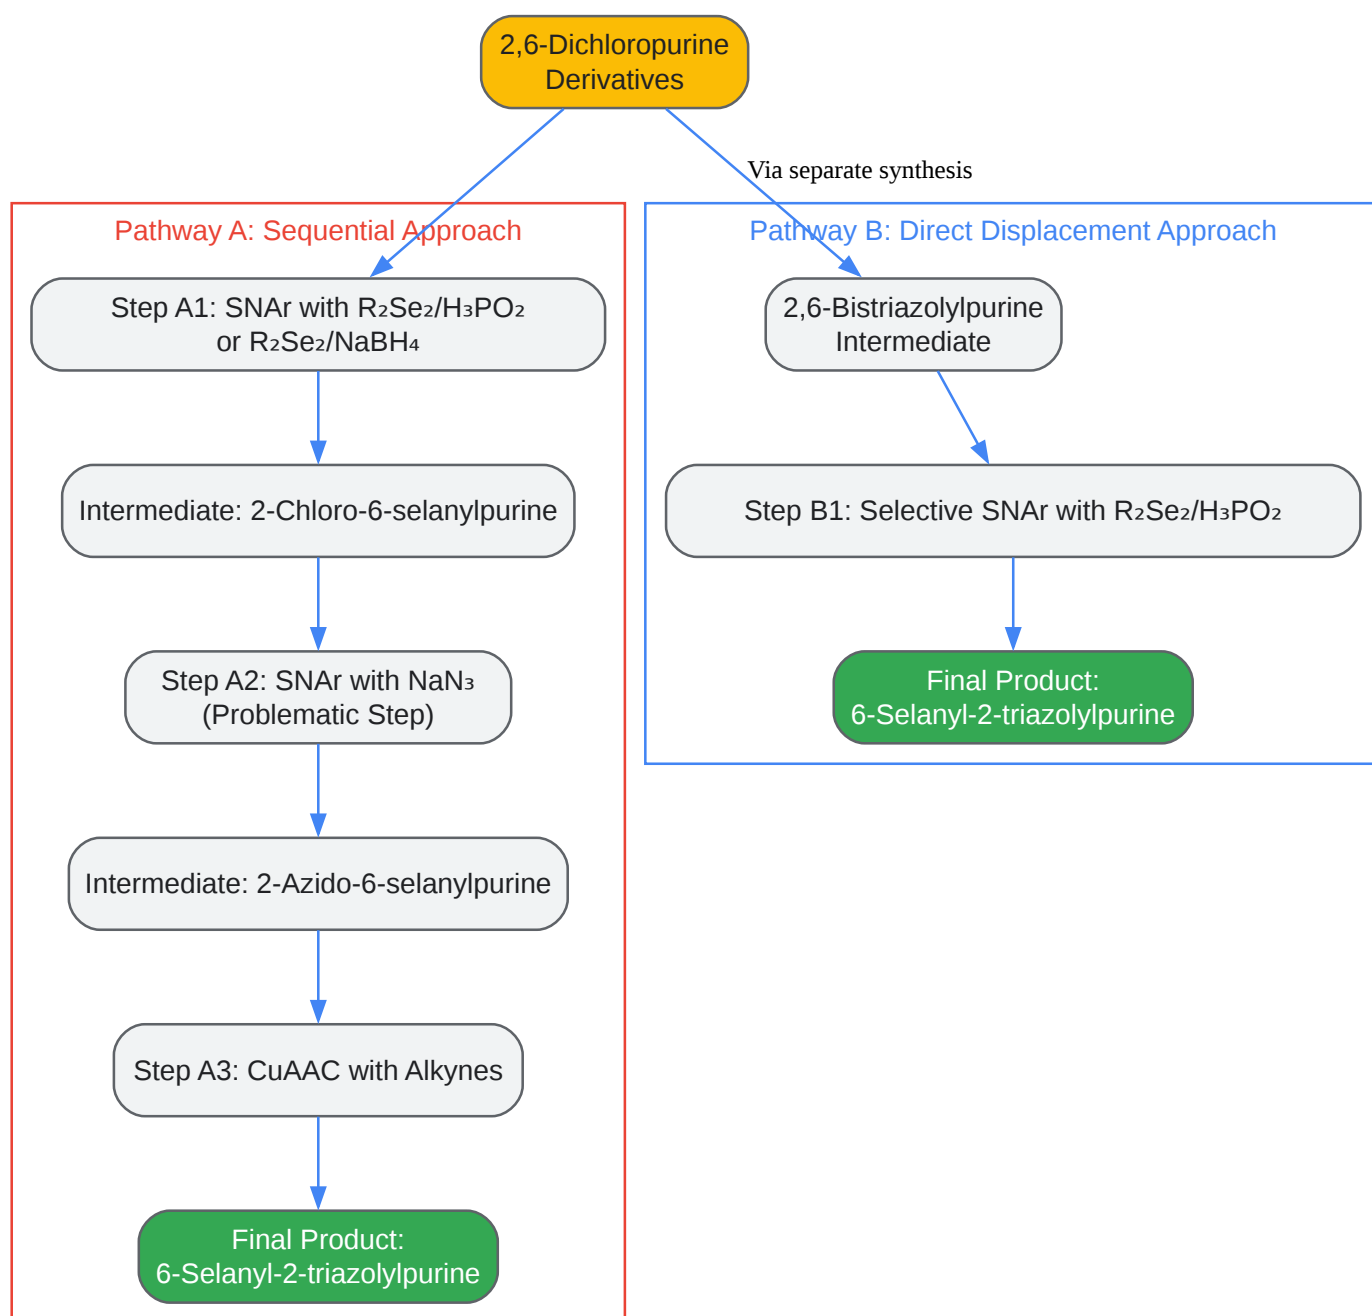 2,6-Dichloropurine
Derivatives
Via separate synthesis
Pathway A: Sequential Approach
Step A1: SNAr with R₂Se₂/H₃PO₂
or R₂Se₂/NaBH₄
Intermediate: 2-Chloro-6-selanylpurine
Step A2: SNAr with NaN₃
(Problematic Step)
Intermediate: 2-Azido-6-selanylpurine
Step A3: CuAAC with Alkynes
Final Product:
6-Selanyl-2-triazolylpurine
Pathway B: Direct Displacement Approach
2,6-Bistriazolylpurine
Intermediate
Step B1: Selective SNAr with R₂Se₂/H₃PO₂
Final Product:
6-Selanyl-2-triazolylpurine